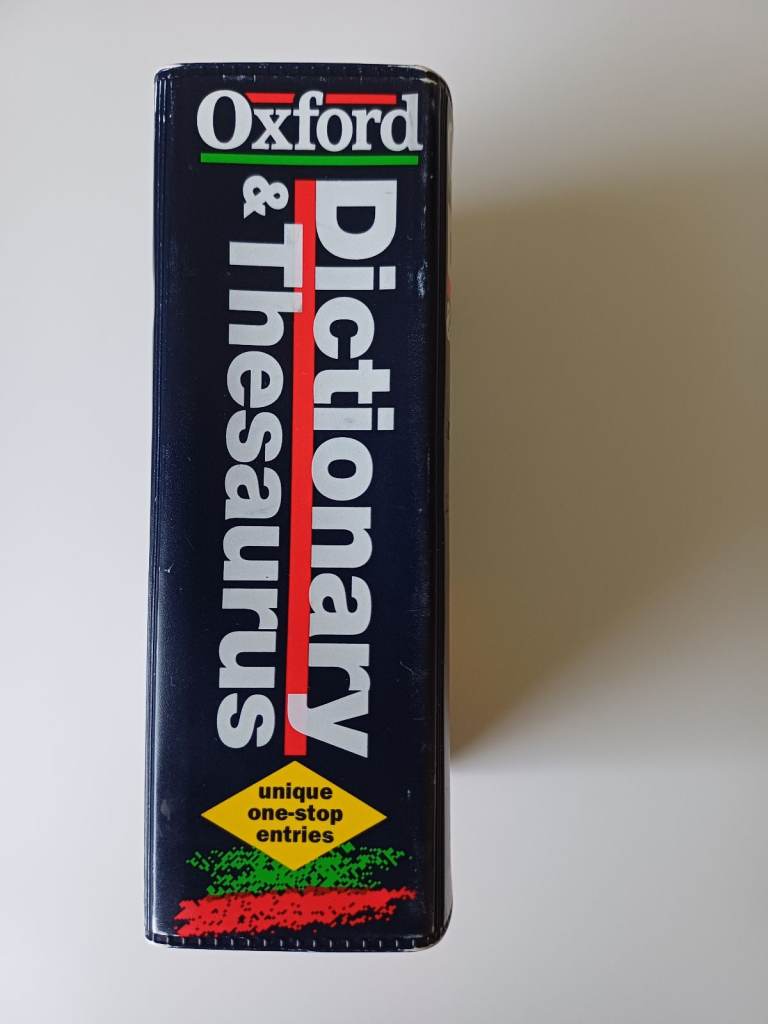 Oxford
Dictionary
& Thesaurus
unique
one-stop
entries